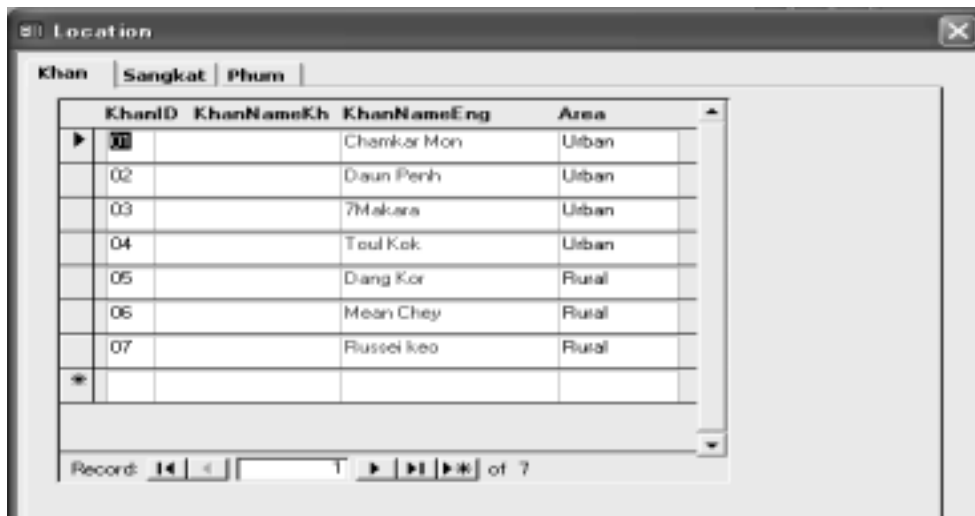 Location
Khan Sangkat Phum
KhanID KhanNameKh KhanNameEng Area
01 Chamkar Mon Urban
02 Daun Penh Urban
03 7Makara Urban
04 Toul Kok Urban
05 Dang Kor Rural
06 Mean Chey Rural
07 Russei keo Rural
Record: 1 of 7